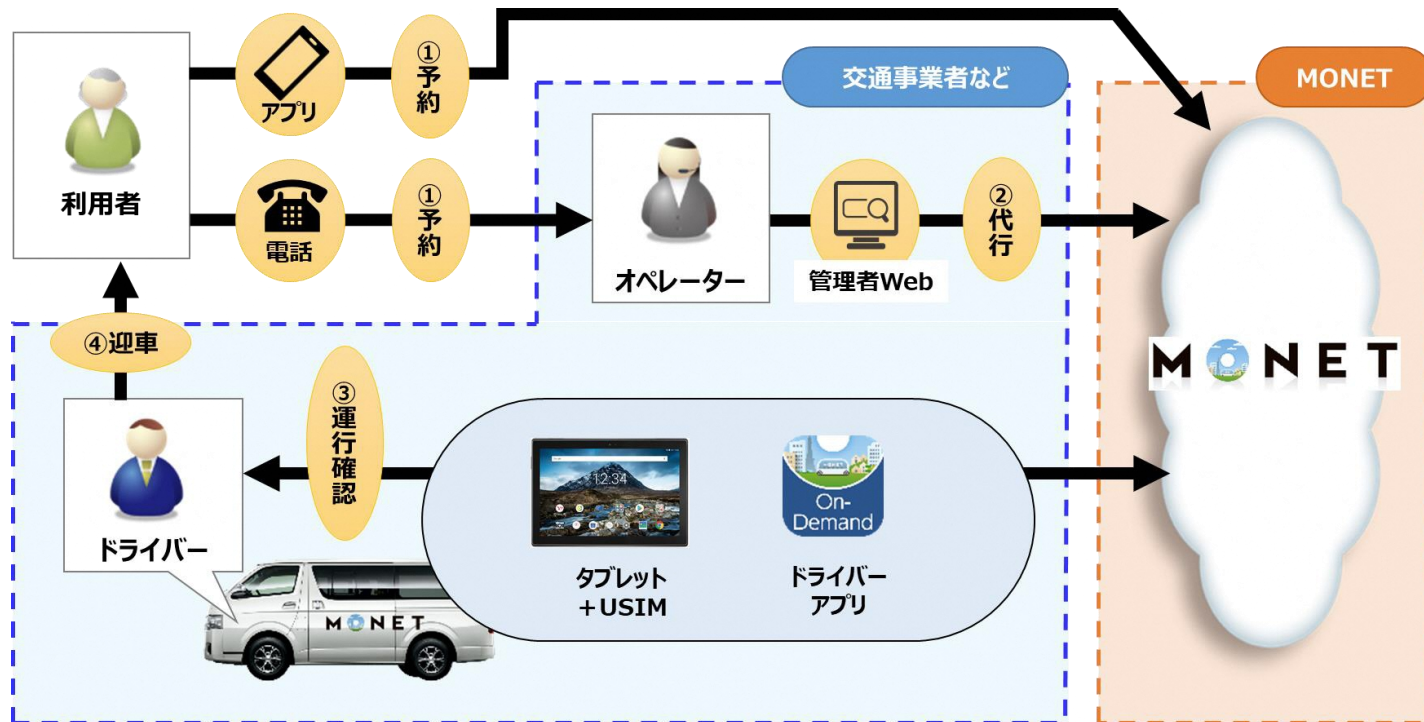 アプリ
①予約
交通事業者など
MONET
利用者
電話
①予約
オペレーター
管理者Web
②代行
MONET
④迎車
③運行確認
ドライバー
MONET
12:34
タブレット
+USIM
On-
Demand
ドライバー
アプリ